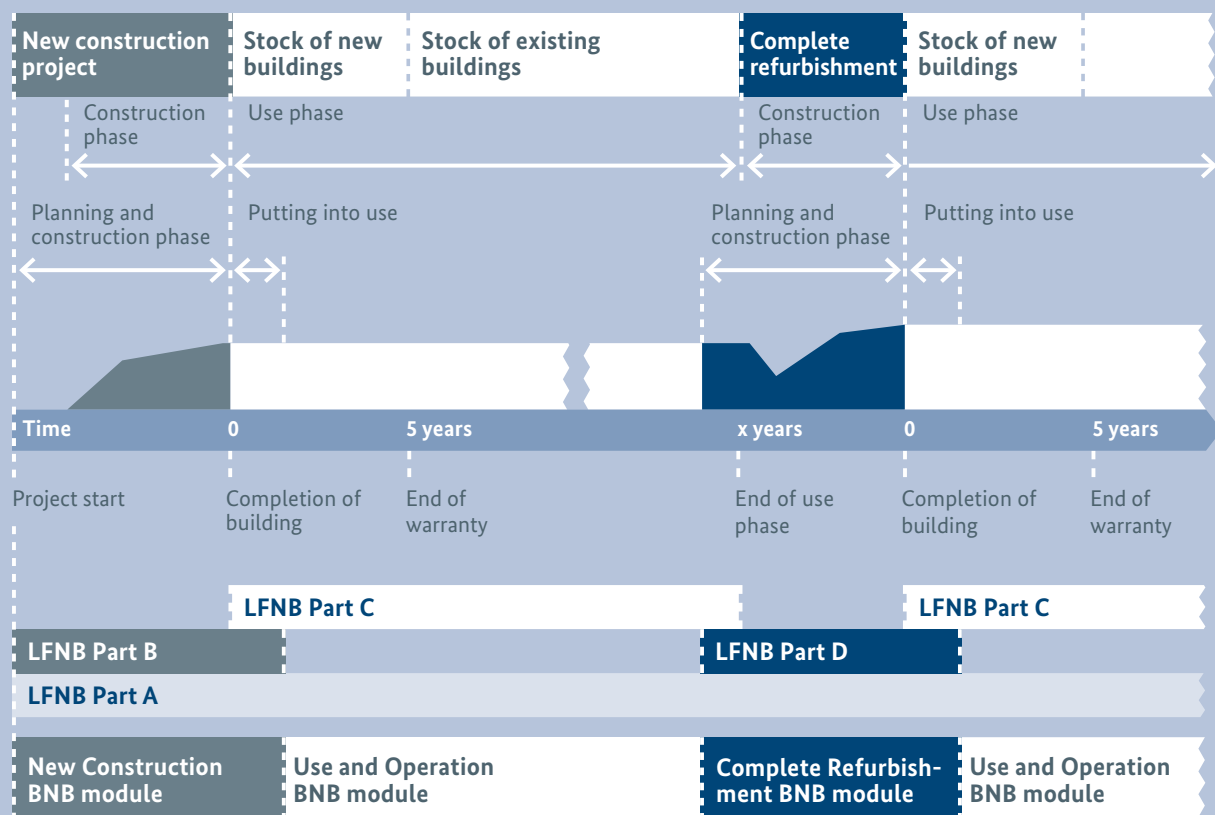 New construction
project
Stock of new
buildings
Stock of existing
buildings
Complete
refurbishment
Stock of new
buildings
Construction
phase
Use phase
Construction
phase
Use phase
Planning and
construction phase
Putting into use
Planning and
construction phase
Putting into use
Time
0
5 years
x years
0
5 years
Project start
Completion of
building
End of
warranty
End of use
phase
Completion of
building
End of
warranty
LFNB Part C
LFNB Part C
LFNB Part B
LFNB Part D
LFNB Part A
New Construction
BNB module
Use and Operation
BNB module
Complete Refurbish-
ment BNB module
Use and Operation
BNB module